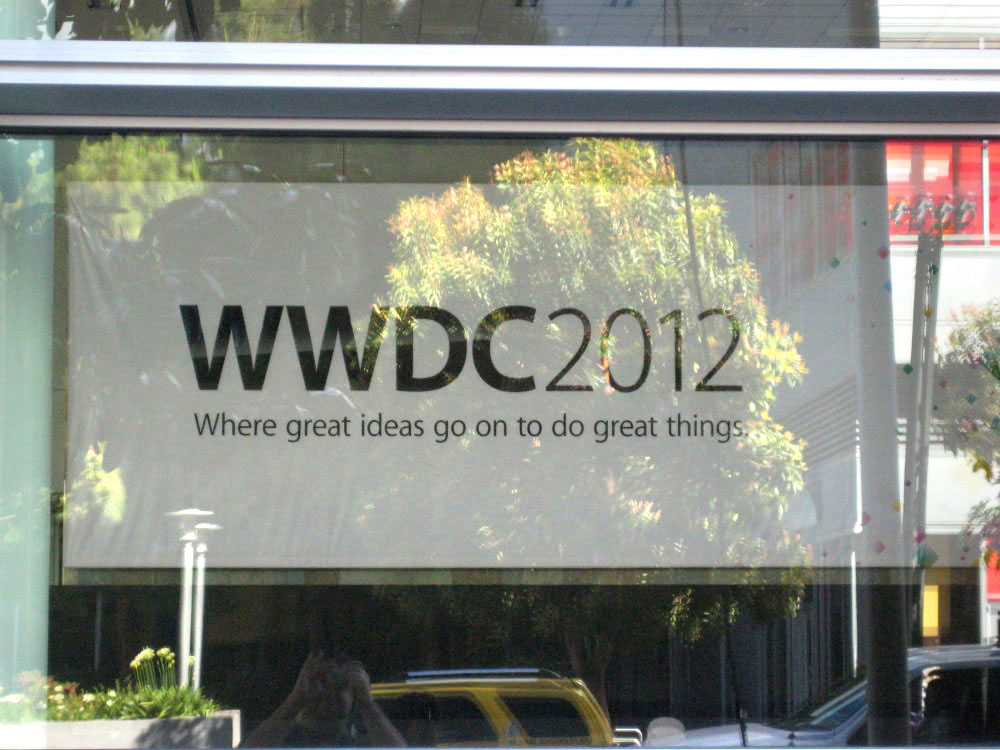 WWDC2012
Where great ideas go on to do great things.